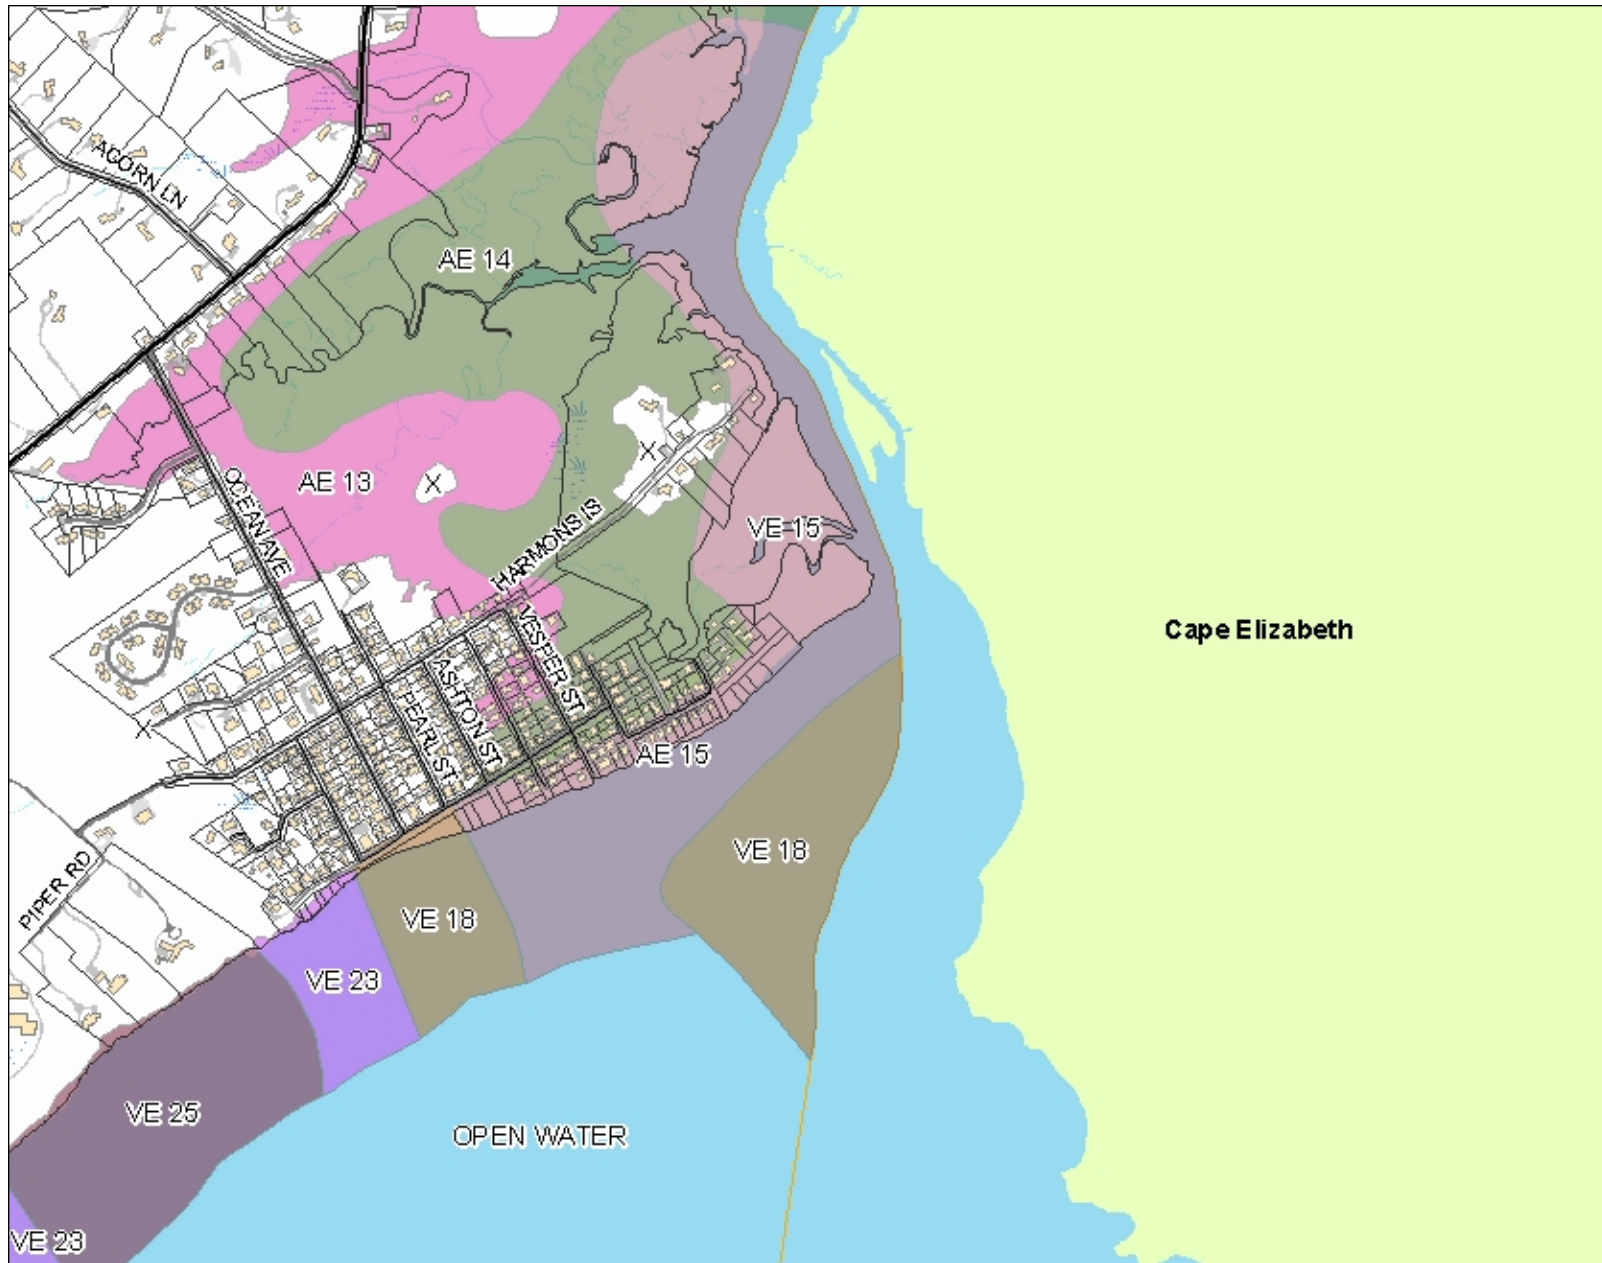 ACORN LN
AE 14
X
AE 13
X
OCEAN AVE
HARMONS IS
VE 15
VESPER ST
Cape Elizabeth
ASHTON ST
PEARL ST
X
AE 15
VE 18
PIPER RD
VE 18
VE 23
VE 25
OPEN WATER
VE 23